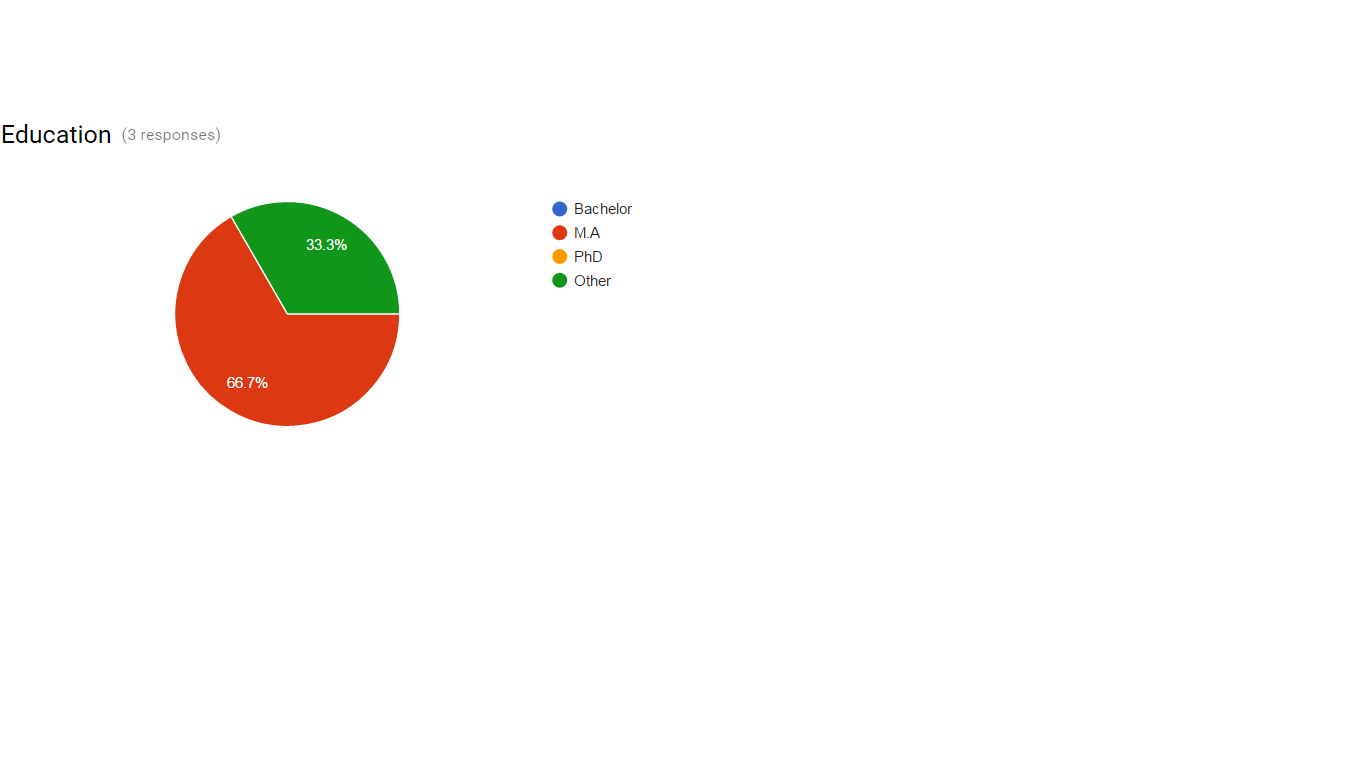 Education (3 responses)
33.3%
66.7%
Bachelor
M.A
PhD
Other